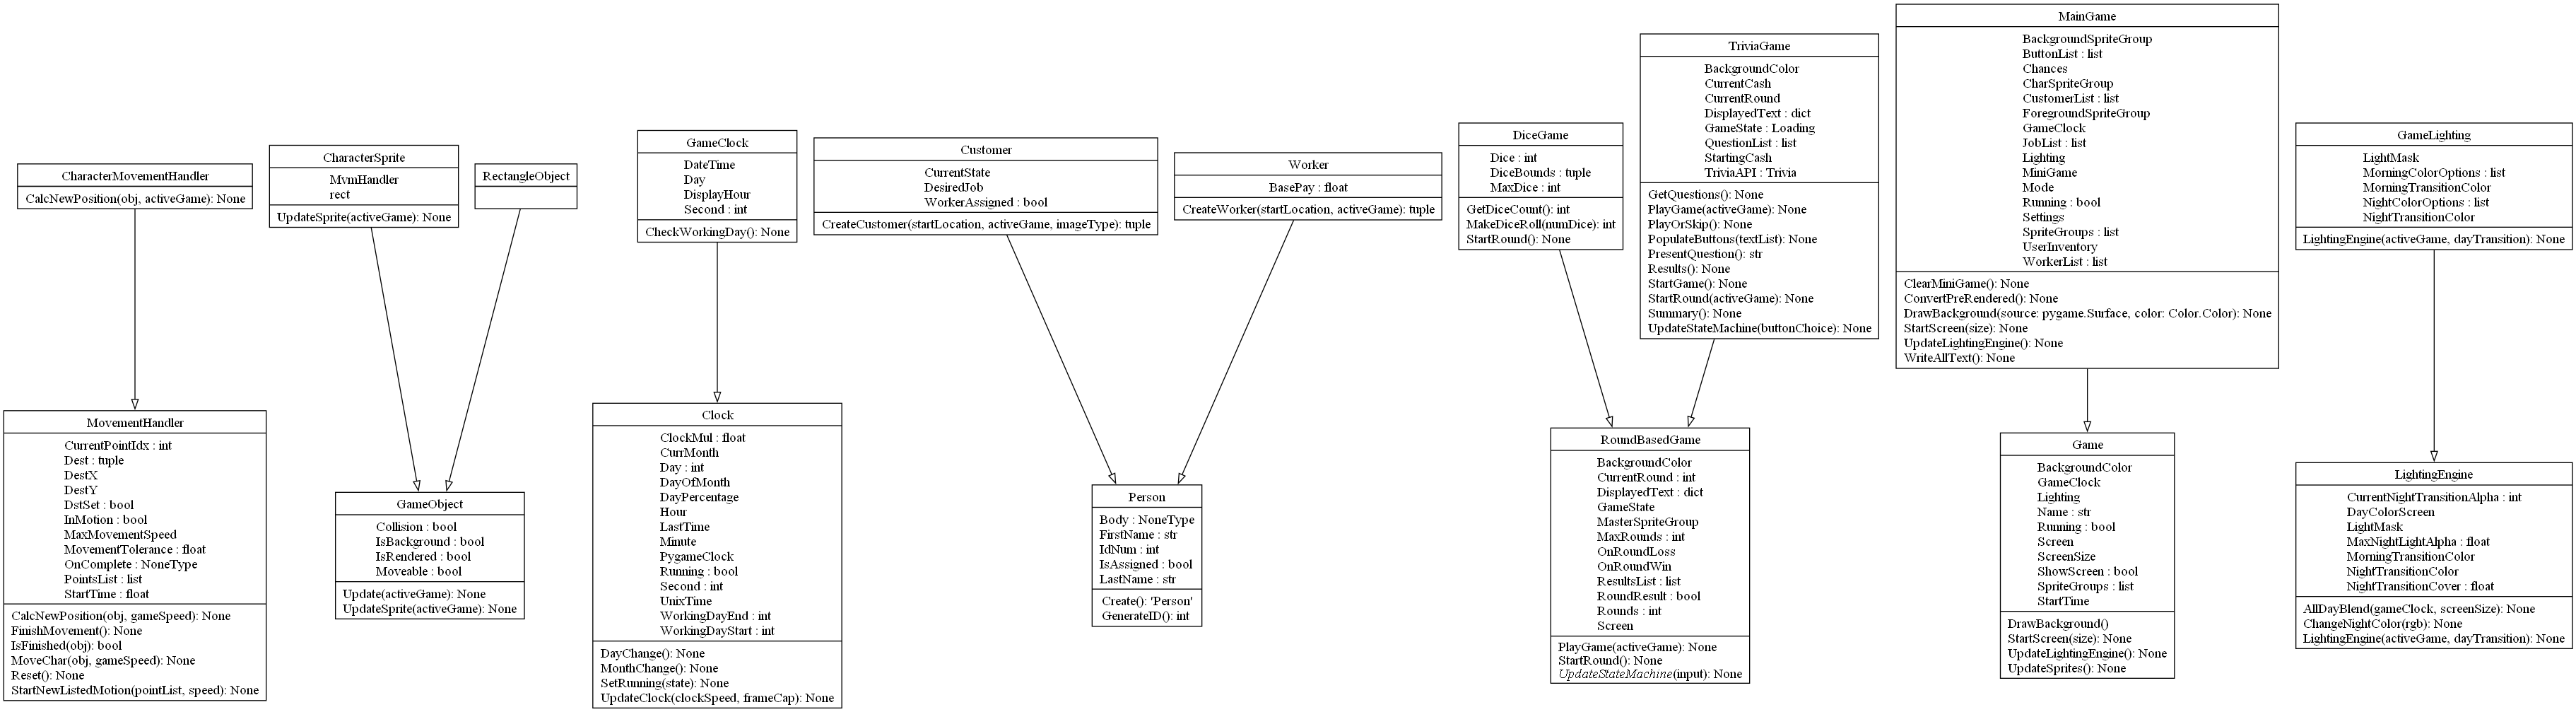 CharacterMovementHandler
CalcNewPosition(obj, activeGame): None
CharacterSprite
MvmHandler
rect
UpdateSprite(activeGame): None
RectangleObject
GameClock
DateTime
Day
DisplayHour
Second : int
CheckWorkingDay(): None
Customer
CurrentState
DesiredJob
WorkerAssigned : bool
CreateCustomer(startLocation, activeGame, imageType): tuple
Worker
BasePay : float
CreateWorker(startLocation, activeGame): tuple
DiceGame
Dice : int
DiceBounds : tuple
MaxDice : int
GetDiceCount(): int
MakeDiceRoll(numDice): int
StartRound(): None
TriviaGame
BackgroundColor
CurrentCash
CurrentRound
DisplayedText : dict
GameState : Loading
QuestionList : list
StartingCash
TriviaAPI : Trivia
GetQuestions(): None
PlayGame(activeGame): None
PlayOrSkip(): None
PopulateButtons(textList): None
PresentQuestion(): str
Results(): None
StartGame(): None
StartRound(activeGame): None
Summary(): None
UpdateStateMachine(buttonChoice): None
MainGame
BackgroundSpriteGroup
ButtonList : list
Chances
CharSpriteGroup
CustomerList : list
ForegroundSpriteGroup
GameClock
JobList : list
Lighting
MiniGame
Mode
Running : bool
Settings
SpriteGroups : list
UserInventory
WorkerList : list
ClearMiniGame(): None
ConvertPreRendered(): None
DrawBackground(source: pygame.Surface, color: Color.Color): None
StartScreen(size): None
UpdateLightingEngine(): None
WriteAllText(): None
GameLighting
LightMask
MorningColorOptions : list
MorningTransitionColor
NightColorOptions : list
NightTransitionColor
LightingEngine(activeGame, dayTransition): None
MovementHandler
CurrentPointIdx : int
Dest : tuple
DestX
DestY
DstSet : bool
InMotion : bool
MaxMovementSpeed
MovementTolerance : float
OnComplete : NoneType
PointsList : list
StartTime : float
CalcNewPosition(obj, gameSpeed): None
FinishMovement(): None
IsFinished(obj): bool
MoveChar(obj, gameSpeed): None
Reset(): None
StartNewListedMotion(pointList, speed): None
GameObject
Collision : bool
IsBackground : bool
IsRendered : bool
Moveable : bool
Update(activeGame): None
UpdateSprite(activeGame): None
Clock
ClockMul : float
CurrMonth
Day : int
DayOfMonth
DayPercentage
Hour
LastTime
Minute
PygameClock
Running : bool
Second : int
UnixTime
WorkingDayEnd : int
WorkingDayStart : int
DayChange(): None
MonthChange(): None
SetRunning(state): None
UpdateClock(clockSpeed, frameCap): None
Person
Body : NoneType
FirstName : str
IdNum : int
IsAssigned : bool
LastName : str
Create(): 'Person'
GenerateID(): int
RoundBasedGame
BackgroundColor
CurrentRound : int
DisplayedText : dict
GameState
MasterSpriteGroup
MaxRounds : int
OnRoundLoss
OnRoundWin
ResultsList : list
RoundResult : bool
Rounds : int
Screen
PlayGame(activeGame): None
StartRound(): None
UpdateStateMachine(input): None
Game
BackgroundColor
GameClock
Lighting
Name : str
Running : bool
Screen
ScreenSize
ShowScreen : bool
SpriteGroups : list
StartTime
DrawBackground()
StartScreen(size): None
UpdateLightingEngine(): None
UpdateSprites(): None
LightingEngine
CurrentNightTransitionAlpha : int
DayColorScreen
LightMask
MaxNightLightAlpha : float
MorningTransitionColor
NightTransitionColor
NightTransitionCover : float
AllDayBlend(gameClock, screenSize): None
ChangeNightColor(rgb): None
LightingEngine(activeGame, dayTransition): None